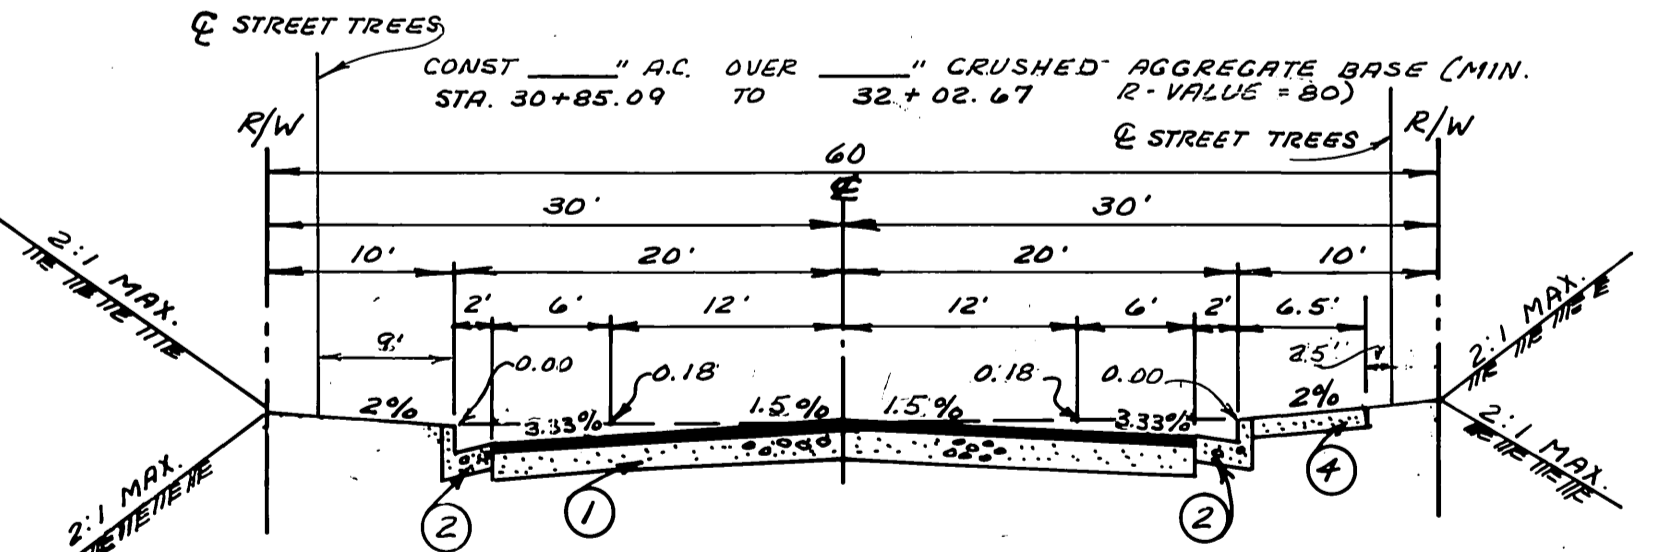 ℄ STREET TREES
CONST ______" A.C. OVER ______" CRUSHED AGGREGATE BASE (MIN.
STA. 30+85.09 TO 32+02.67 R-VALUE = 80)
R/W
℄ STREET TREES
R/W
60
℄
30' 30'
10' 20' 20' 10'
2:1 MAX.
2' 6' 12' 12' 6' 2' 6.5'
2:1 MAX.
9' 0.00 0.18 0.18 0.00 2.5'
2% 3.33% 1.5% 1.5% 3.33% 2%
2:1 MAX.
2:1 MAX.
2 1 2 4